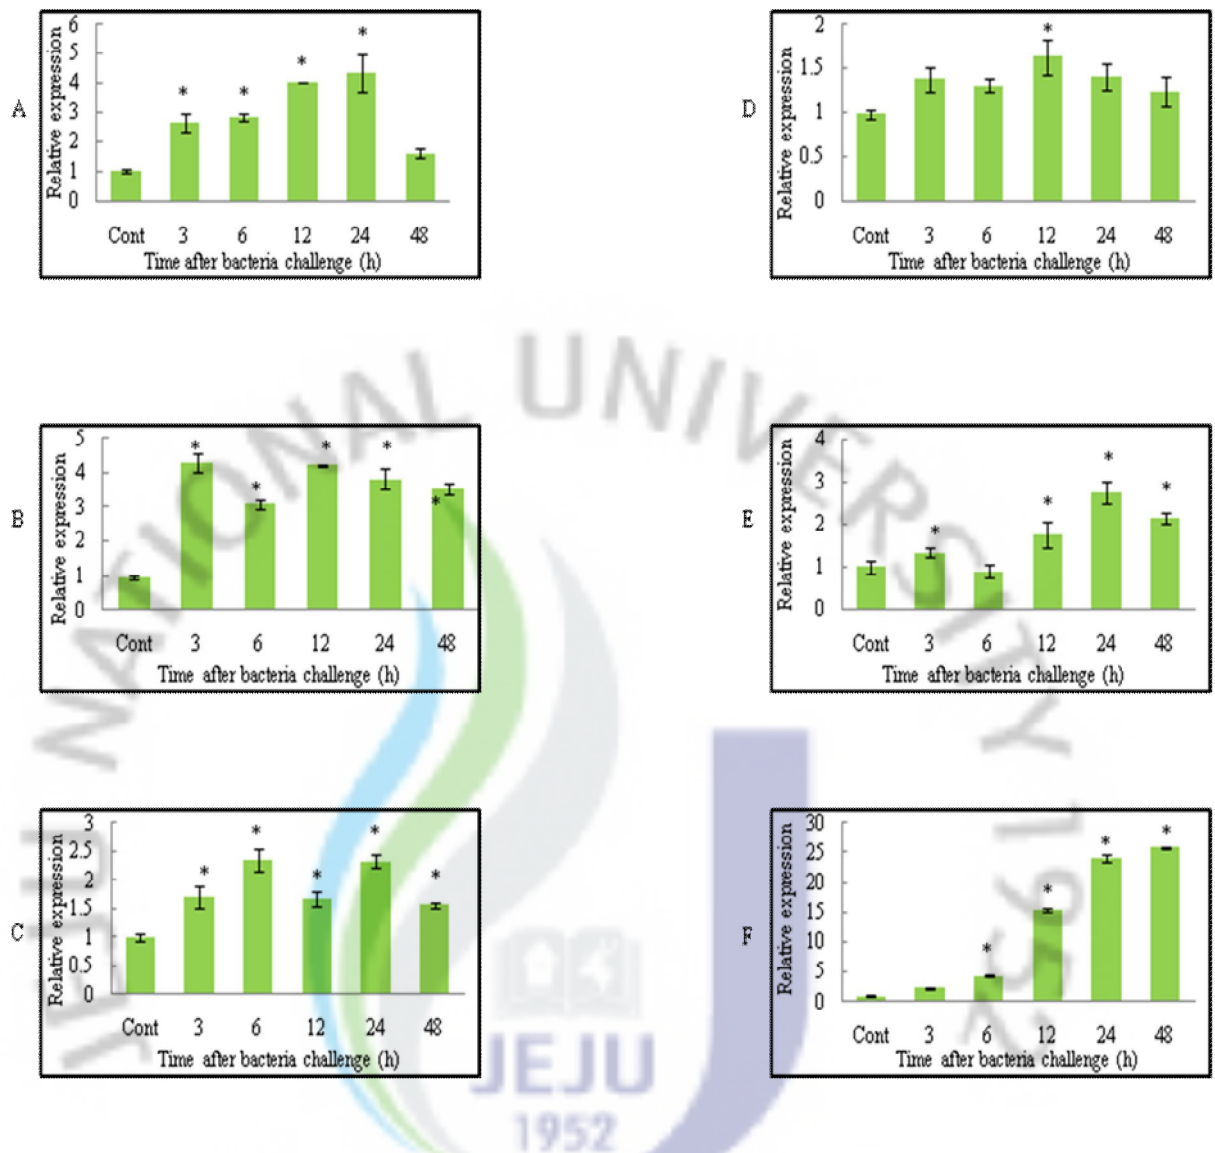 A
Relative expression
6
5
4
3
2
1
0
* * * *
Cont 3 6 12 24 48
Time after bacteria challenge (h)
D
Relative expression
2
1.5
1
0.5
0
*
Cont 3 6 12 24 48
Time after bacteria challenge (h)
B
Relative expression
5
4
3
2
1
0
* * * * *
Cont 3 6 12 24 48
Time after bacteria challenge (h)
E
Relative expression
4
3
2
1
0
* * * *
Cont 3 6 12 24 48
Time after bacteria challenge (h)
C
Relative expression
3
2.5
2
1.5
1
0.5
0
* * * * *
Cont 3 6 12 24 48
Time after bacteria challenge (h)
F
Relative expression
30
25
20
15
10
5
0
* * * *
Cont 3 6 12 24 48
Time after bacteria challenge (h)
JEJU NATIONAL UNIVERSITY 1952
JEJU
1952